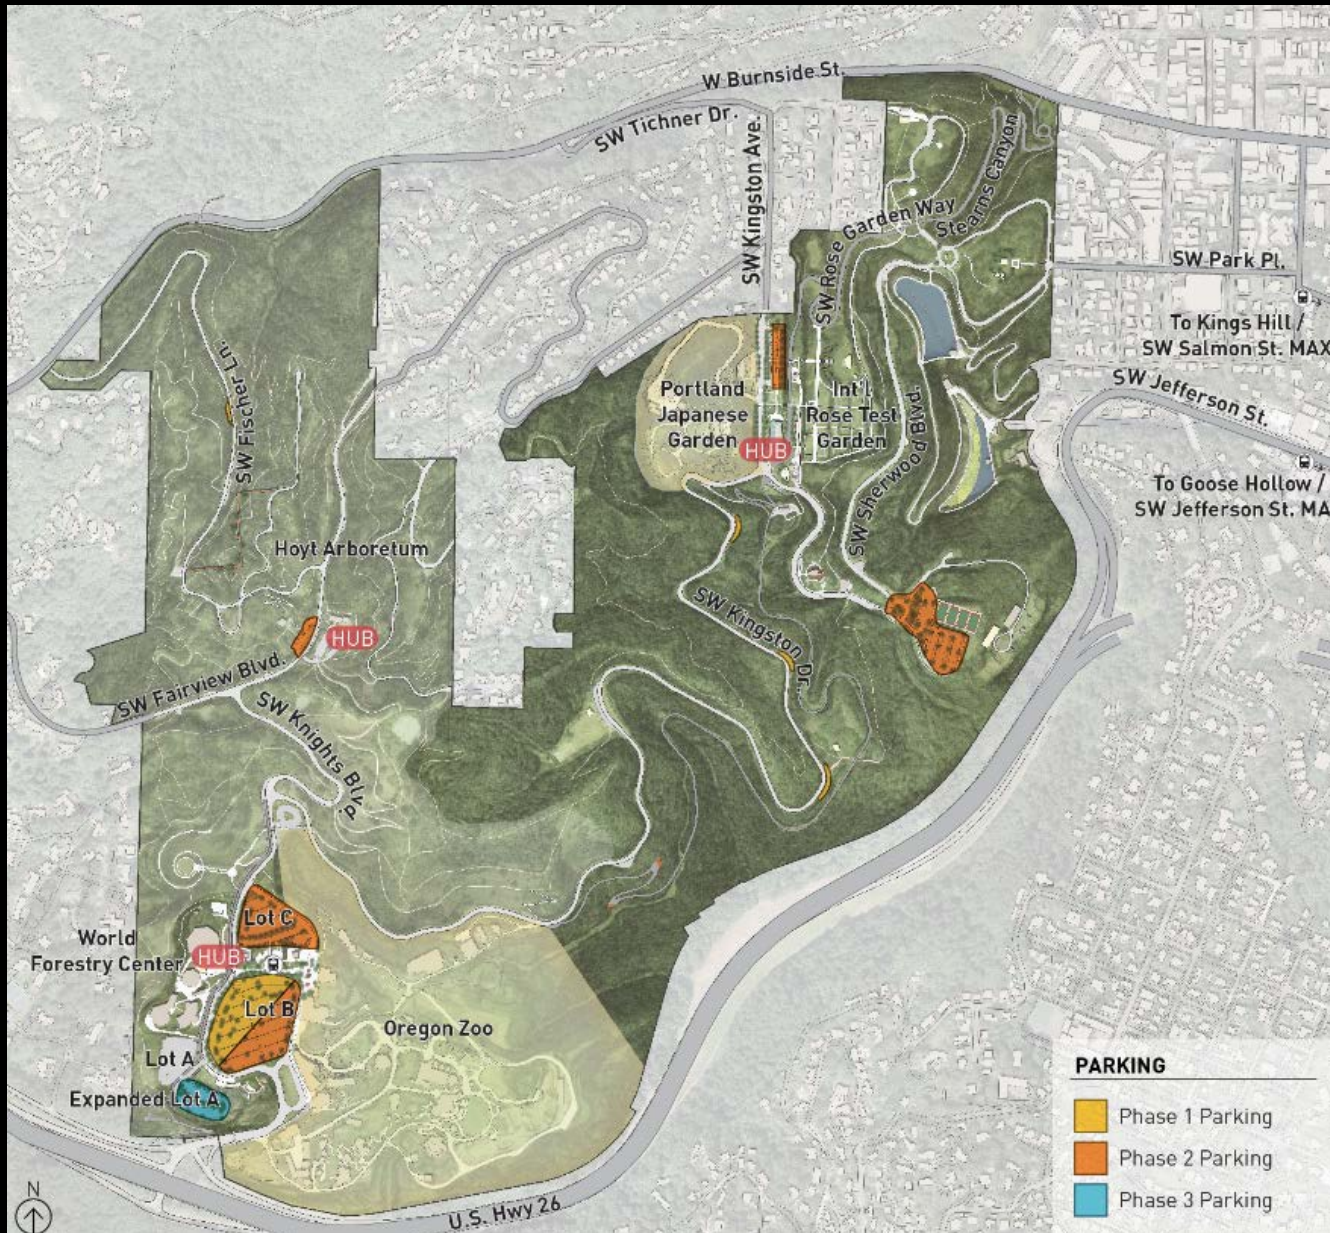 W Burnside St.
SW Tichner Dr.
SW Kingston Ave.
Stearns Canyon
SW Rose Garden Way
SW Park Pl.
To Kings Hill /
SW Salmon St. MAX
SW Jefferson St.
To Goose Hollow /
SW Jefferson St. MA
SW Fischer Ln.
Portland
Japanese
Garden
HUB
Int'l
Rose Test
Garden
SW Sherwood Blvd.
Hoyt Arboretum
HUB
SW Kingston Dr.
SW Fairview Blvd.
SW Knights Blvd.
Lot C
World
Forestry Center
HUB
Lot B
Oregon Zoo
Lot A
Expanded Lot A
U.S. Hwy 26
N
PARKING
Phase 1 Parking
Phase 2 Parking
Phase 3 Parking